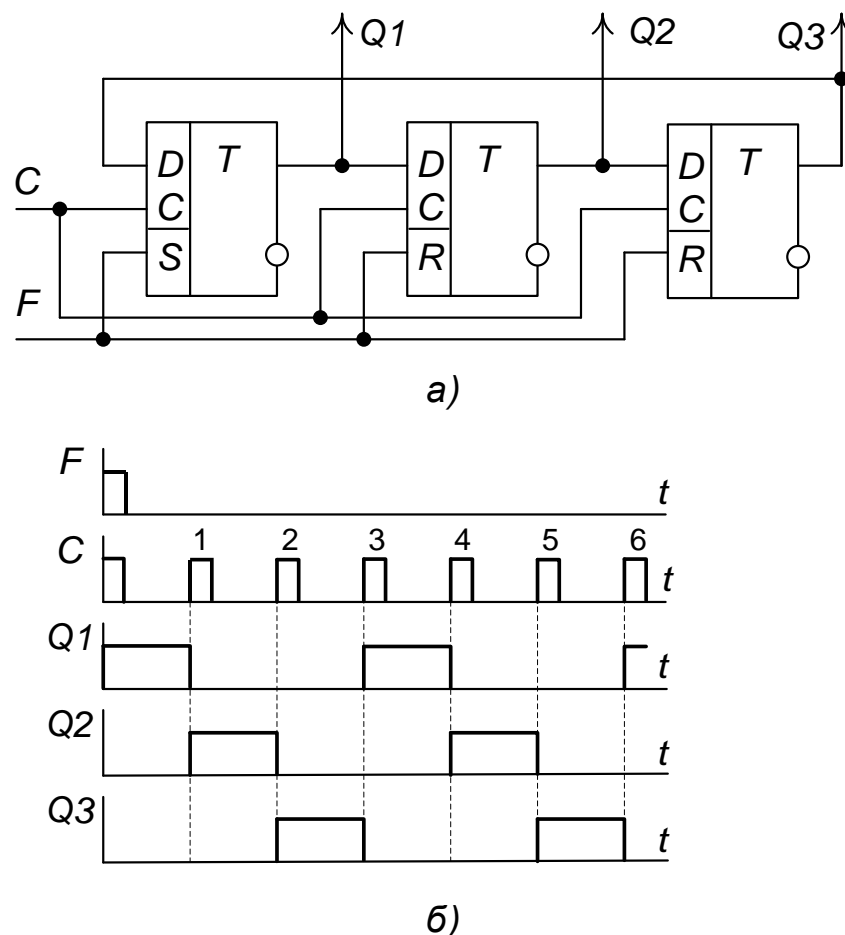 Q1 Q2 Q3
D T D T D T
C C C C
S R R
F
а)
F t
C 1 2 3 4 5 6 t
Q1 t
Q2 t
Q3 t
б)